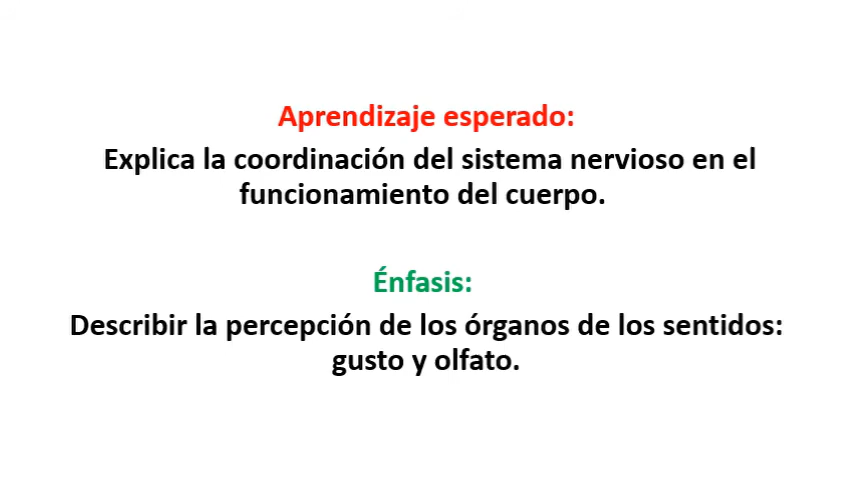 Aprendizaje esperado:
Explica la coordinación del sistema nervioso en el
funcionamiento del cuerpo.
Énfasis:
Describir la percepción de los órganos de los sentidos:
gusto y olfato.